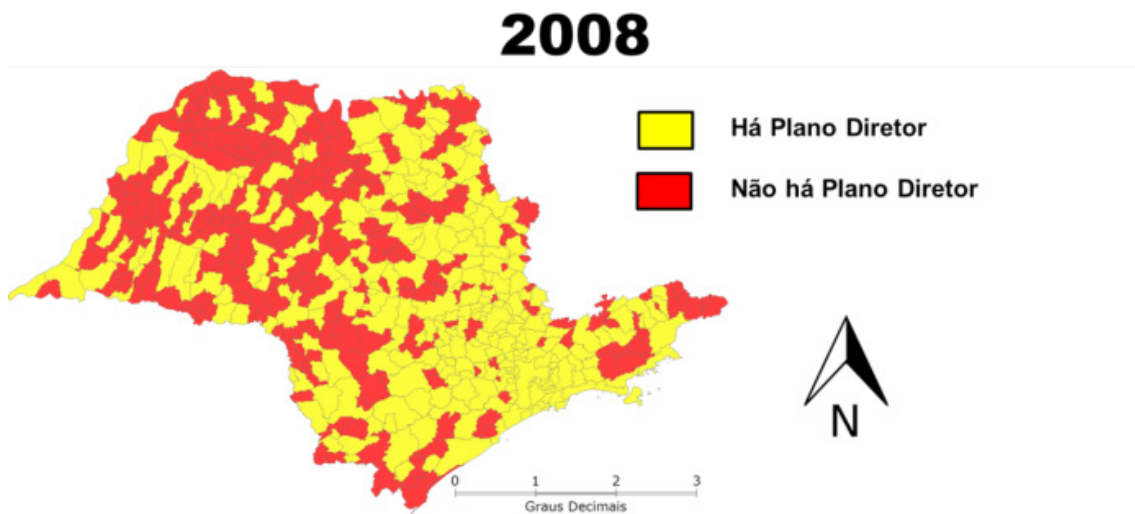 2008
Há Plano Diretor
Não há Plano Diretor
N
0 1 2 3
Graus Decimais